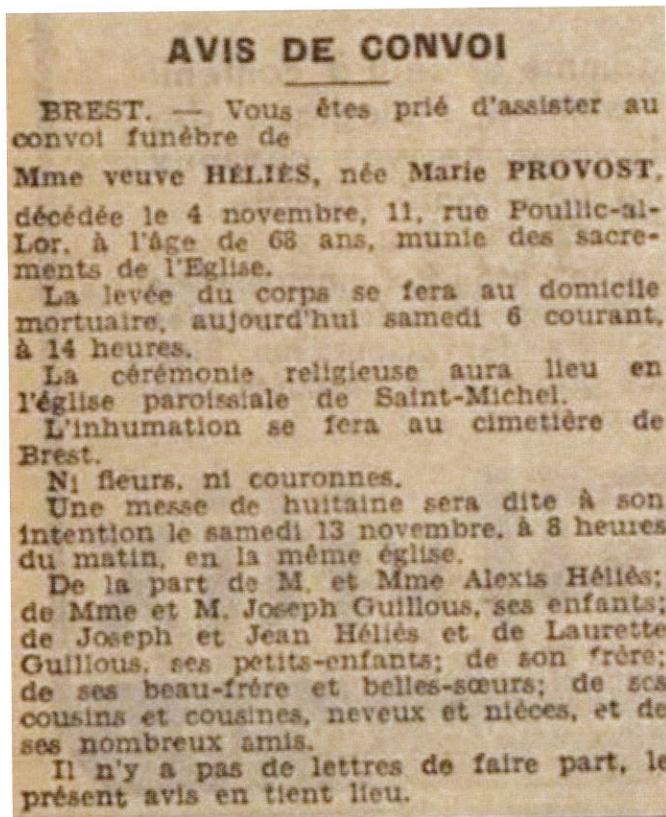 AVIS DE CONVOI
BREST. — Vous êtes prié d'assister au
convoi funèbre de
Mme veuve HÉLIÈS, née Marie PROVOST,
décédée le 4 novembre, 11, rue Poullic-al-
Lor, à l'âge de 68 ans, munie des sacre-
ments de l'Eglise.
La levée du corps se fera au domicile
mortuaire, aujourd'hui samedi 6 courant,
à 14 heures.
La cérémonie religieuse aura lieu en
l'église paroissiale de Saint-Michel.
L'inhumation se fera au cimetière de
Brest.
Ni fleurs, ni couronnes.
Une messe de huitaine sera dite à son
intention le samedi 13 novembre, à 8 heures
du matin, en la même église.
De la part de M. et Mme Alexis Héliès;
de Mme et M. Joseph Guillous, ses enfants;
de Joseph et Jean Héliès et de Laurette
Guillous, ses petits-enfants; de son frère;
de ses beau-frère et belles-sœurs; de ses
cousins et cousines, neveux et nièces, et de
ses nombreux amis.
Il n'y a pas de lettres de faire part, le
présent avis en tient lieu.